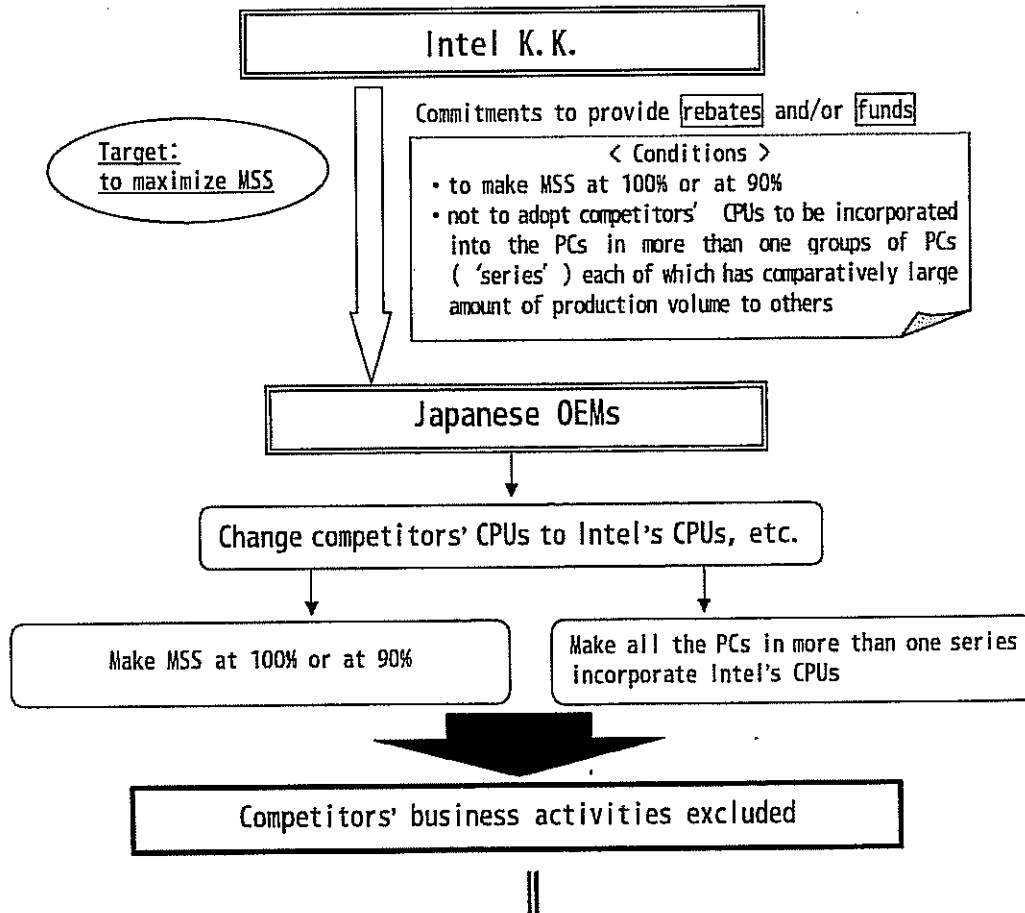 Intel K.K.
Commitments to provide rebates and/or funds
Target:
to maximize MSS
< Conditions >
・to make MSS at 100% or at 90%
・not to adopt competitors' CPUs to be incorporated
into the PCs in more than one groups of PCs
( 'series' ) each of which has comparatively large
amount of production volume to others
Japanese OEMs
Change competitors' CPUs to Intel's CPUs, etc.
Make MSS at 100% or at 90%
Make all the PCs in more than one series
incorporate Intel's CPUs
Competitors' business activities excluded